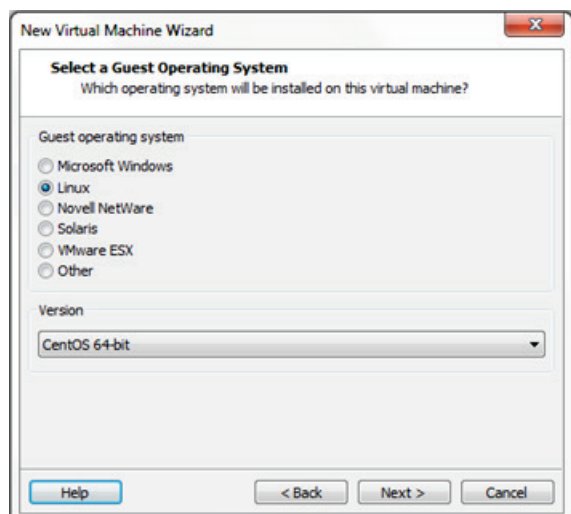 New Virtual Machine Wizard
Select a Guest Operating System
Which operating system will be installed on this virtual machine?
Guest operating system
Microsoft Windows
Linux
Novell NetWare
Solaris
VMware ESX
Other
Version
CentOS 64-bit
Help < Back Next > Cancel